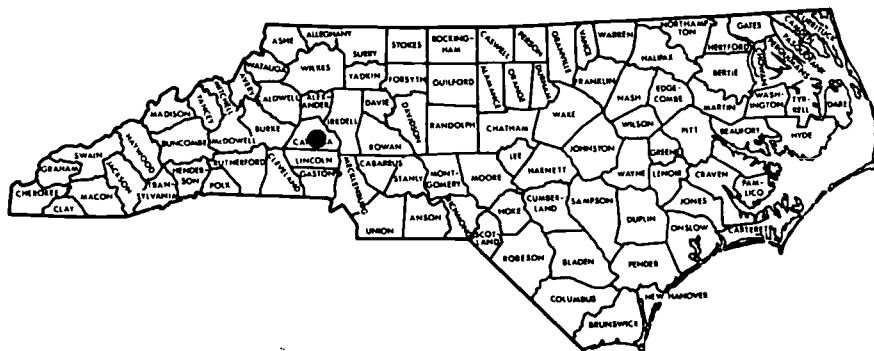 ASHE
ALLEGHANY
SURRY
STOKES
ROCKING-
HAM
CASWELL
PERSON
GRANVILLE
VANCE
WARREN
NORTHAMP
TON
GATES
HERTFORD
CURRITUCK
PASQUOTANK
WATAUGA
WILKES
YADKIN
FORSYTH
GUILFORD
ALAMANCE
ORANGE
DURHAM
FRANKLIN
HALIFAX
BERTIE
AVERY
MITCHELL
YANCEY
MADISON
ALDWELL
ALEX-
ANDER
IREDELL
DAVIE
DAVIDSON
RANDOLPH
CHATHAM
WAKE
NASH
EDGE-
COMBE
MARTIN
WASH-
INGTON
TYR-
RELL
DARE
BUNCOMBE
McDOWELL
BURKE
CA
A
ROWAN
WILSON
PITT
BEAUFORT
HYDE
SWAIN
HAYWOOD
GRAHAM
JACKSON
HENDER-
SON
RUTHERFORD
POLK
CLEVELAND
LINCOLN
GASTON
MECKLENBURG
CABARRUS
STANLY
MONT-
GOMERY
MOORE
LEE
HARNETT
JOHNSTON
GREENE
WAYNE
LENOIR
CRAVEN
PAM-
LICO
CHEROKEE
MACON
TRAN-
SYLVANIA
CLAY
UNION
ANSON
RICHMOND
HOKE
SCOT-
LAND
CUMBER-
LAND
SAMPSON
DUPLIN
JONES
ONSLOW
CARTERET
ROBESON
BLADEN
PENDER
COLUMBUS
NEW HANOVER
BRUNSWICK